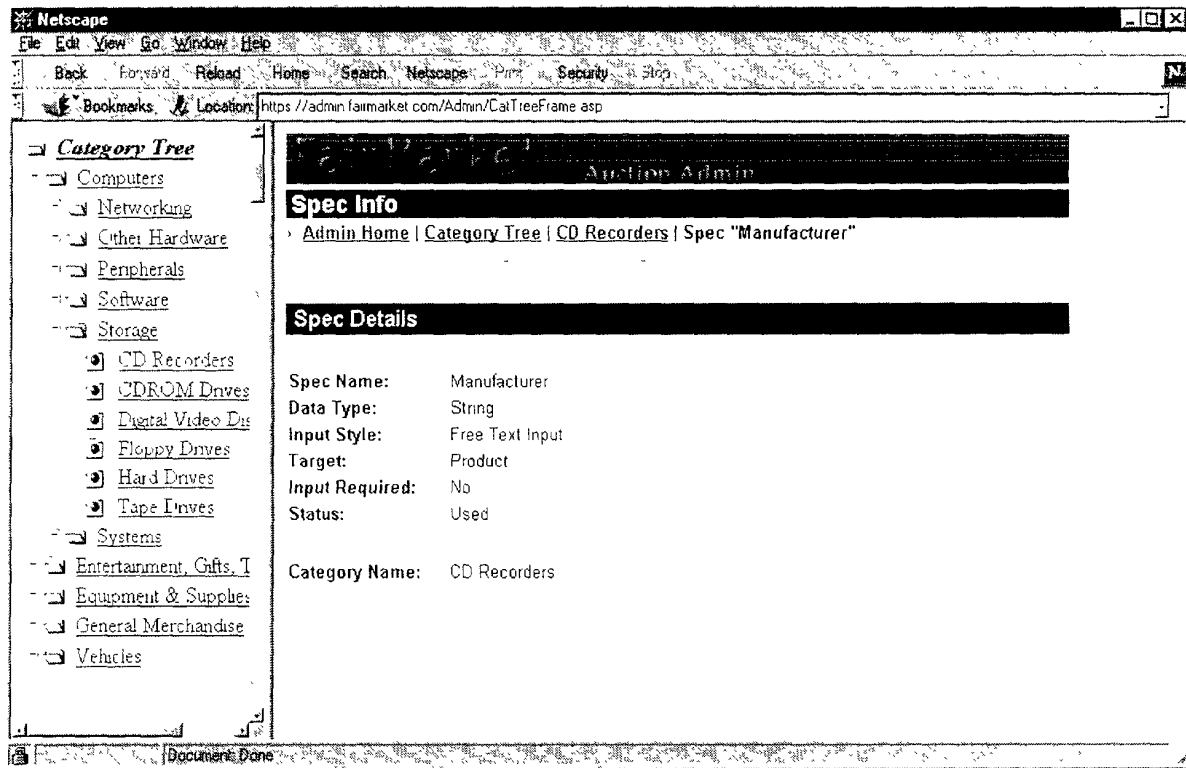 Netscape
File Edit View Go Window Help
Back Forward Reload Home Search Netscape Print Security Stop
Bookmarks Location: https //admin fairmarket com/Admin/CatTreeFrame asp
Category Tree
Computers
Networking
Other Hardware
Peripherals
Software
Storage
CD Recorders
CDROM Drives
Digital Video Dis
Floppy Drives
Hard Drives
Tape Drives
Systems
Entertainment, Gifts, T
Equipment & Supplies
General Merchandise
Vehicles
FairMarket
Auction Admin
Spec Info
Admin Home | Category Tree | CD Recorders | Spec "Manufacturer"
Spec Details
Spec Name: Manufacturer
Data Type: String
Input Style: Free Text Input
Target: Product
Input Required: No
Status: Used
Category Name: CD Recorders
Document: Done